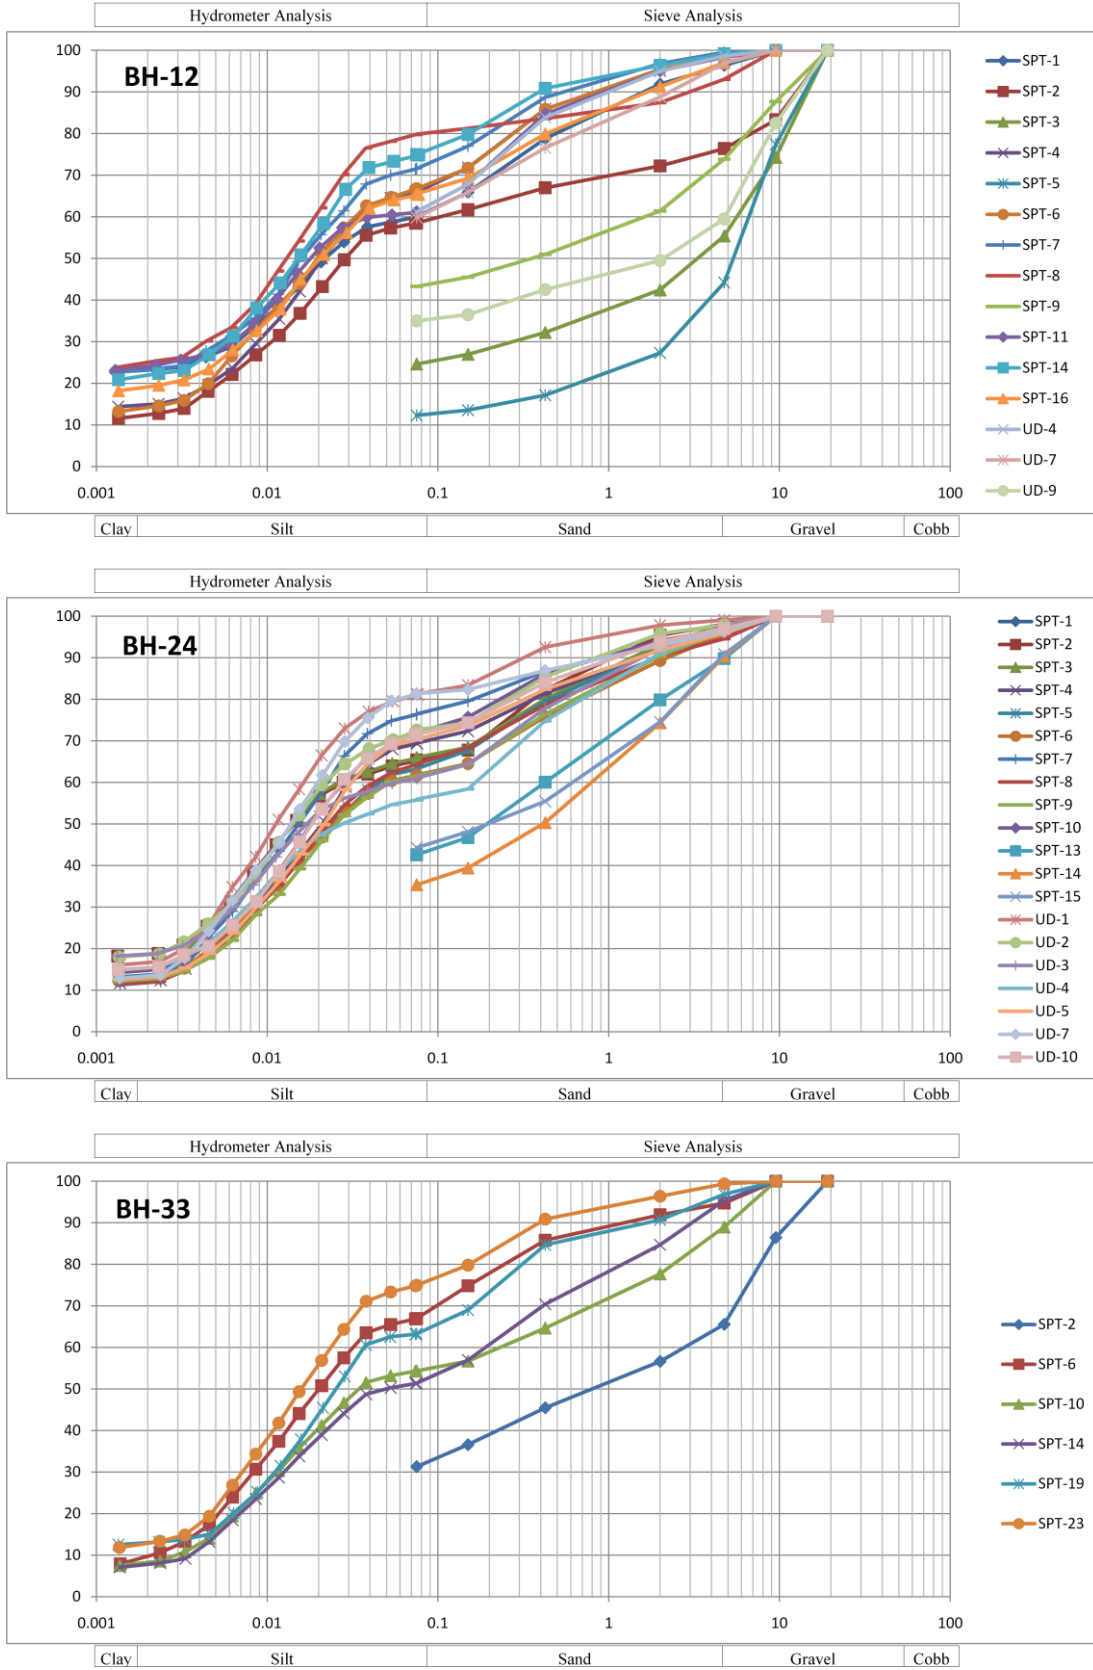 Hydrometer Analysis Sieve Analysis
BH-12
100
90
80
70
60
50
40
30
20
10
0
0.001 0.01 0.1 1 10 100
SPT-1
SPT-2
SPT-3
SPT-4
SPT-5
SPT-6
SPT-7
SPT-8
SPT-9
SPT-11
SPT-14
SPT-16
UD-4
UD-7
UD-9
Clay Silt Sand Gravel Cobb
Hydrometer Analysis Sieve Analysis
BH-24
100
90
80
70
60
50
40
30
20
10
0
0.001 0.01 0.1 1 10 100
SPT-1
SPT-2
SPT-3
SPT-4
SPT-5
SPT-6
SPT-7
SPT-8
SPT-9
SPT-10
SPT-13
SPT-14
SPT-15
UD-1
UD-2
UD-3
UD-4
UD-5
UD-7
UD-10
Clay Silt Sand Gravel Cobb
Hydrometer Analysis Sieve Analysis
BH-33
100
90
80
70
60
50
40
30
20
10
0
0.001 0.01 0.1 1 10 100
SPT-2
SPT-6
SPT-10
SPT-14
SPT-19
SPT-23
Clay Silt Sand Gravel Cobb